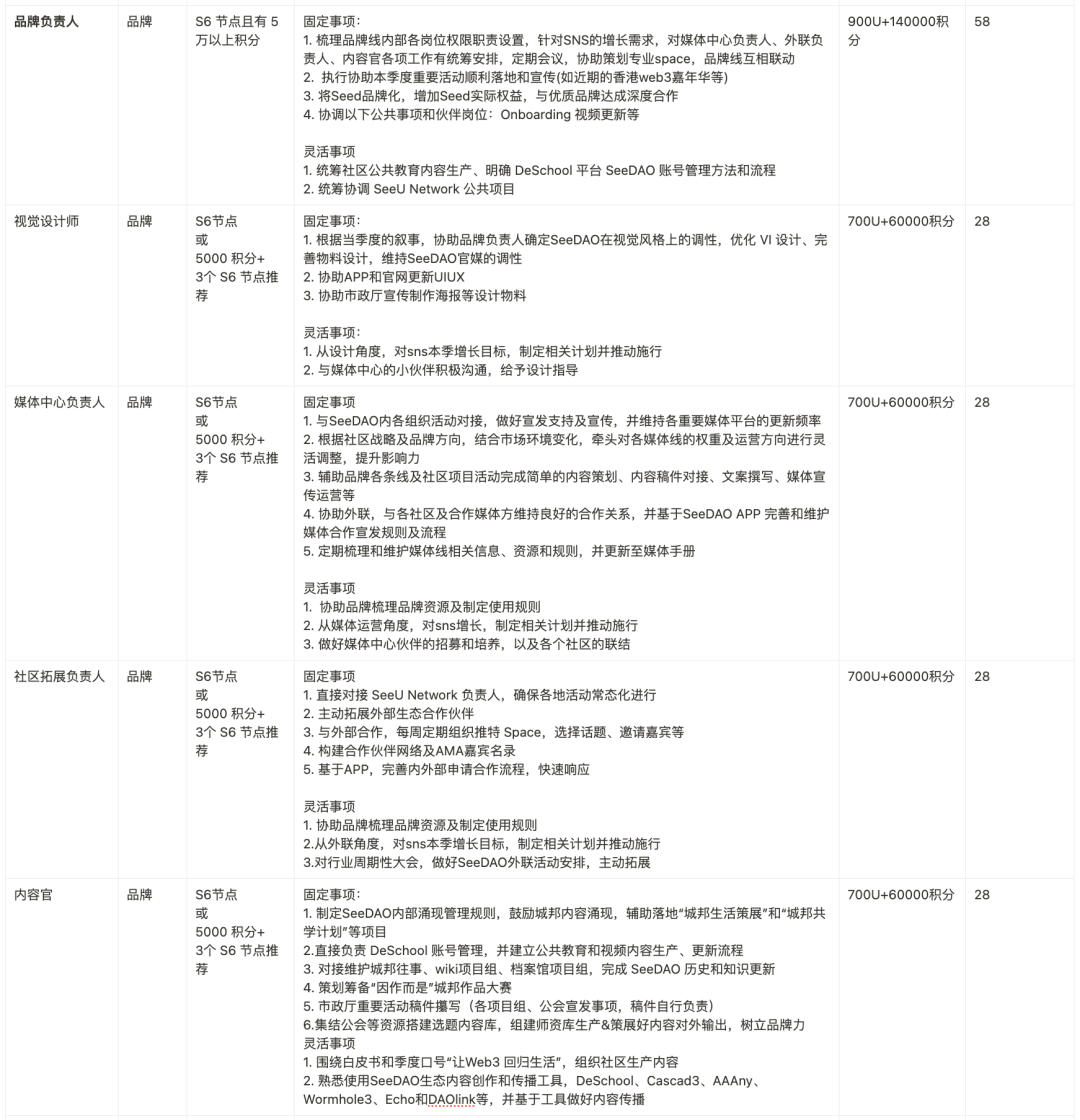 品牌负责人
品牌
S6 节点且有 5
万以上积分
固定事项：
1. 梳理品牌线内部各岗位权限职责设置，针对SNS的增长需求，对媒体中心负责人、外联负
责人、内容官各项工作有统筹安排，定期会议，协助策划专业space，品牌线互相联动
2.  执行协助本季度重要活动顺利落地和宣传(如近期的香港web3嘉年华等)
3. 将Seed品牌化，增加Seed实际权益，与优质品牌达成深度合作
4. 协调以下公共事项和伙伴岗位：Onboarding 视频更新等
灵活事项
1. 统筹社区公共教育内容生产、明确 DeSchool 平台 SeeDAO 账号管理方法和流程
2. 统筹协调 SeeU Network 公共项目
900U+140000积
分
58
视觉设计师
品牌
S6节点
或
5000 积分+
3个 S6 节点推
荐
固定事项：
1. 根据当季度的叙事，协助品牌负责人确定SeeDAO在视觉风格上的调性，优化 VI 设计、完
善物料设计，维持SeeDAO官媒的调性
2. 协助APP和官网更新UIUX
3. 协助市政厅宣传制作海报等设计物料
灵活事项：
1. 从设计角度，对sns本季增长目标，制定相关计划并推动施行
2. 与媒体中心的小伙伴积极沟通，给予设计指导
700U+60000积分
28
媒体中心负责人
品牌
S6节点
或
5000 积分+
3个 S6 节点推
荐
固定事项
1. 与SeeDAO内各组织活动对接，做好宣发支持及宣传，并维持各重要媒体平台的更新频率
2. 根据社区战略及品牌方向，结合市场环境变化，牵头对各媒体线的权重及运营方向进行灵
活调整，提升影响力
3. 辅助品牌各条线及社区项目活动完成简单的内容策划、内容稿件对接、文案撰写、媒体宣
传运营等
4. 协助外联，与各社区及合作媒体方维持良好的合作关系，并基于SeeDAO APP 完善和维护
媒体合作宣发规则及流程
5. 定期梳理和维护媒体线相关信息、资源和规则，并更新至媒体手册
灵活事项
1.  协助品牌梳理品牌资源及制定使用规则
2. 从媒体运营角度，对sns增长，制定相关计划并推动施行
3. 做好媒体中心伙伴的招募和培养，以及各个社区的联结
700U+60000积分
28
社区拓展负责人
品牌
S6节点
或
5000 积分+
3个 S6 节点推
荐
固定事项
1. 直接对接 SeeU Network 负责人，确保各地活动常态化进行
2. 主动拓展外部生态合作伙伴
3. 与外部合作，每周定期组织推特 Space，选择话题、邀请嘉宾等
4. 构建合作伙伴网络及AMA嘉宾名录
5. 基于APP，完善内外部申请合作流程，快速响应
灵活事项
1. 协助品牌梳理品牌资源及制定使用规则
2.从外联角度，对sns本季增长目标，制定相关计划并推动施行
3.对行业周期性大会，做好SeeDAO外联活动安排，主动拓展
700U+60000积分
28
内容官
品牌
S6节点
或
5000 积分+
3个 S6 节点推
荐
固定事项：
1. 制定SeeDAO内部涌现管理规则，鼓励城邦内容涌现，辅助落地“城邦生活策展”和“城邦共
学计划”等项目
2.直接负责 DeSchool 账号管理，并建立公共教育和视频内容生产、更新流程
3. 对接维护城邦往事、wiki项目组、档案馆项目组，完成 SeeDAO 历史和知识更新
4. 策划筹备“因作而是”城邦作品大赛
5. 市政厅重要活动稿件撰写（各项目组、公会宣发事项，稿件自行负责）
6.集结公会等资源搭建选题内容库，组建师资库生产&策展好内容对外输出，树立品牌力
灵活事项
1. 围绕白皮书和季度口号“让Web3 回归生活”，组织社区生产内容
2. 熟悉使用SeeDAO生态内容创作和传播工具，DeSchool、Cascad3、AAAny、
Wormhole3、Echo和DAOlink等，并基于工具做好内容传播
700U+60000积分
28